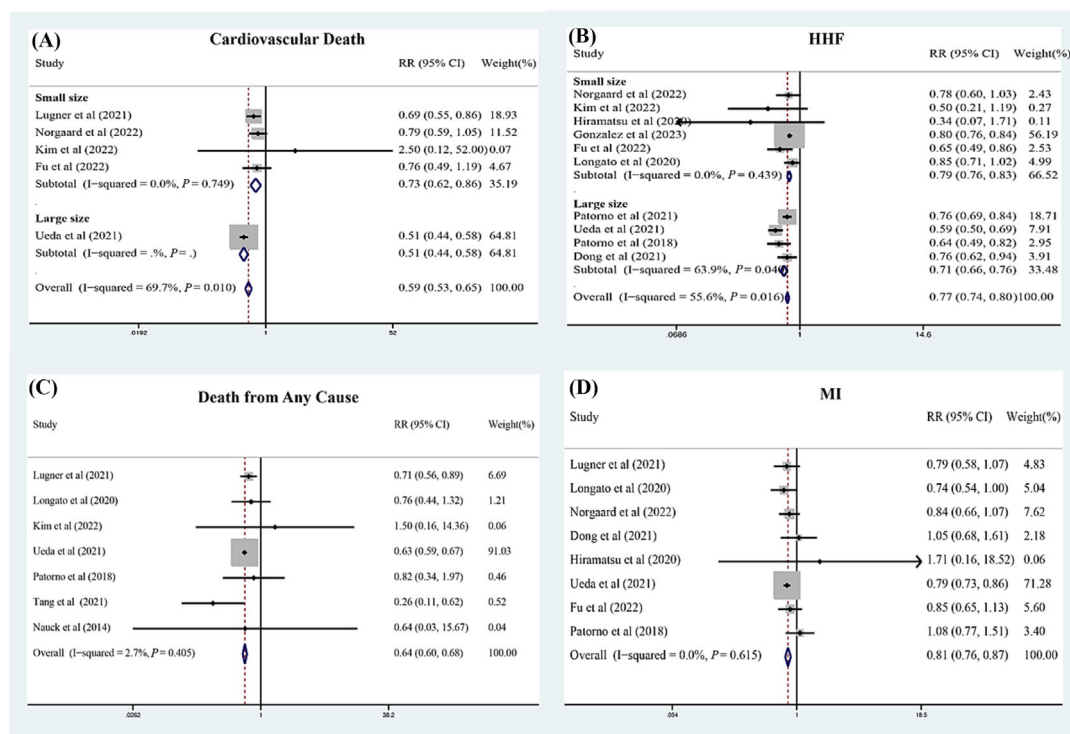 (A)
Cardiovascular Death
Study RR (95% CI) Weight(%)
Small size
Lugner et al (2021) 0.69 (0.55, 0.86) 18.93
Norgaard et al (2022) 0.79 (0.59, 1.05) 11.52
Kim et al (2022) 2.50 (0.12, 52.00) 0.07
Fu et al (2022) 0.76 (0.49, 1.19) 4.67
Subtotal (I−squared = 0.0%, P = 0.749) 0.73 (0.62, 0.86) 35.19
.
Large size
Ueda et al (2021) 0.51 (0.44, 0.58) 64.81
Subtotal (I−squared = .%, P = .) 0.51 (0.44, 0.58) 64.81
.
Overall (I−squared = 69.7%, P = 0.010) 0.59 (0.53, 0.65) 100.00
.0192 1 52
(B)
HHF
Study RR (95% CI) Weight(%)
Small size
Norgaard et al (2022) 0.78 (0.60, 1.03) 2.43
Kim et al (2022) 0.50 (0.21, 1.19) 0.27
Hiramatsu et al (2020) 0.34 (0.07, 1.71) 0.11
Gonzalez et al (2023) 0.80 (0.76, 0.84) 56.19
Fu et al (2022) 0.65 (0.49, 0.86) 2.53
Longato et al (2020) 0.85 (0.71, 1.02) 4.99
Subtotal (I−squared = 0.0%, P = 0.439) 0.79 (0.76, 0.83) 66.52
.
Large size
Patorno et al (2021) 0.76 (0.69, 0.84) 18.71
Ueda et al (2021) 0.59 (0.50, 0.69) 7.91
Patorno et al (2018) 0.64 (0.49, 0.82) 2.95
Dong et al (2021) 0.76 (0.62, 0.94) 3.91
Subtotal (I−squared = 63.9%, P = 0.040) 0.71 (0.66, 0.76) 33.48
.
Overall (I−squared = 55.6%, P = 0.016) 0.77 (0.74, 0.80) 100.00
.0686 1 14.6
(C)
Death from Any Cause
Study RR (95% CI) Weight(%)
Lugner et al (2021) 0.71 (0.56, 0.89) 6.69
Longato et al (2020) 0.76 (0.44, 1.32) 1.21
Kim et al (2022) 1.50 (0.16, 14.36) 0.06
Ueda et al (2021) 0.63 (0.59, 0.67) 91.03
Patorno et al (2018) 0.82 (0.34, 1.97) 0.46
Tang et al (2021) 0.26 (0.11, 0.62) 0.52
Nauck et al (2014) 0.64 (0.03, 15.67) 0.04
Overall (I−squared = 2.7%, P = 0.405) 0.64 (0.60, 0.68) 100.00
.0262 1 38.2
(D)
MI
Study RR (95% CI) Weight(%)
Lugner et al (2021) 0.79 (0.58, 1.07) 4.83
Longato et al (2020) 0.74 (0.54, 1.00) 5.04
Norgaard et al (2022) 0.84 (0.66, 1.07) 7.62
Dong et al (2021) 1.05 (0.68, 1.61) 2.18
Hiramatsu et al (2020) 1.71 (0.16, 18.52) 0.06
Ueda et al (2021) 0.79 (0.73, 0.86) 71.28
Fu et al (2022) 0.85 (0.65, 1.13) 5.60
Patorno et al (2018) 1.08 (0.77, 1.51) 3.40
Overall (I−squared = 0.0%, P = 0.615) 0.81 (0.76, 0.87) 100.00
.054 1 18.5